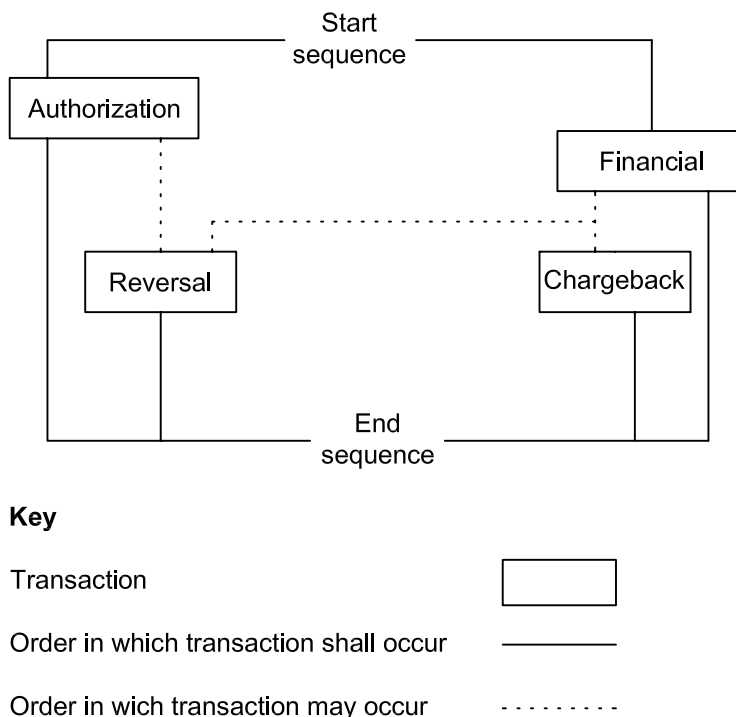 Start
sequence
Authorization
Financial
Reversal
Chargeback
End
sequence
Key
Transaction
Order in which transaction shall occur
Order in wich transaction may occur